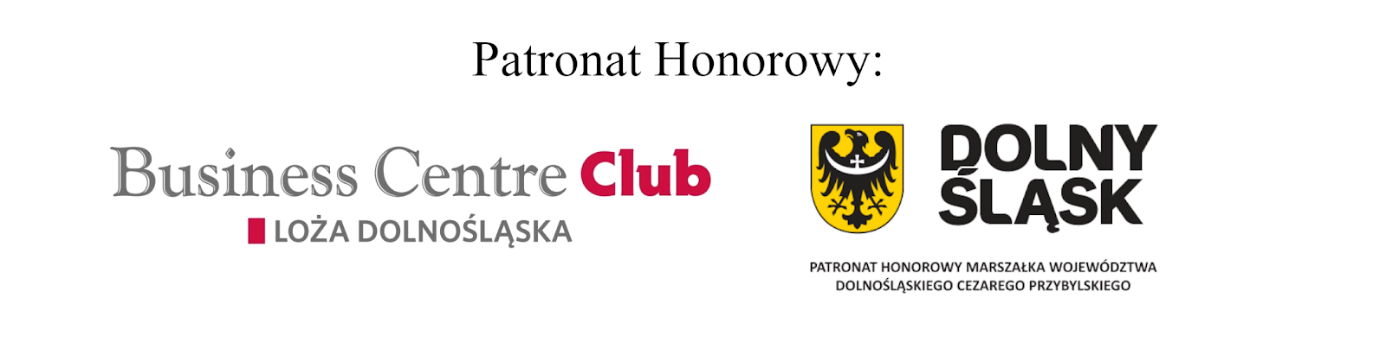 Patronat Honorowy:
Business Centre Club
LOŻA DOLNOŚLĄSKA
DOLNY
ŚLĄSK
PATRONAT HONOROWY MARSZAŁKA WOJEWÓDZTWA
DOLNOŚLĄSKIEGO CEZAREGO PRZYBYLSKIEGO